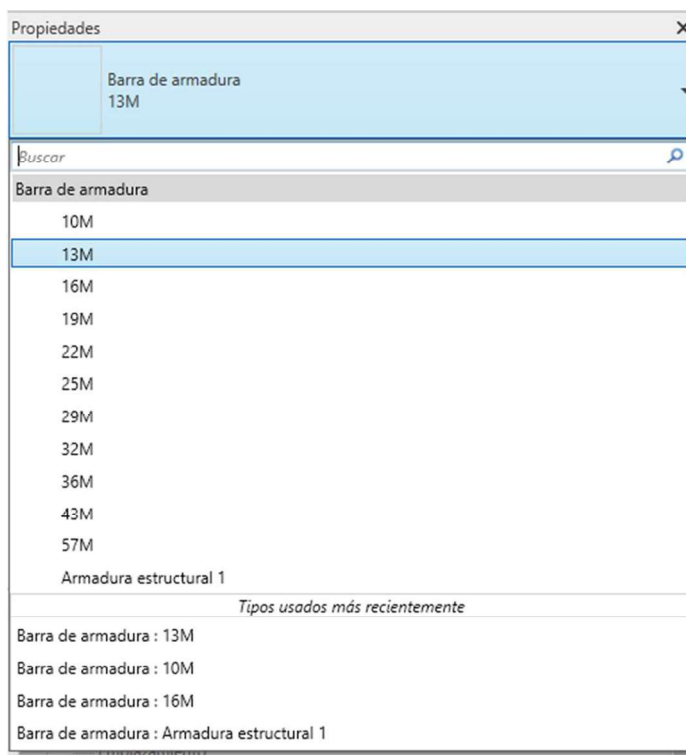 Propiedades
Barra de armadura
13M
Buscar
Barra de armadura
10M
13M
16M
19M
22M
25M
29M
32M
36M
43M
57M
Armadura estructural 1
Tipos usados más recientemente
Barra de armadura : 13M
Barra de armadura : 10M
Barra de armadura : 16M
Barra de armadura : Armadura estructural 1